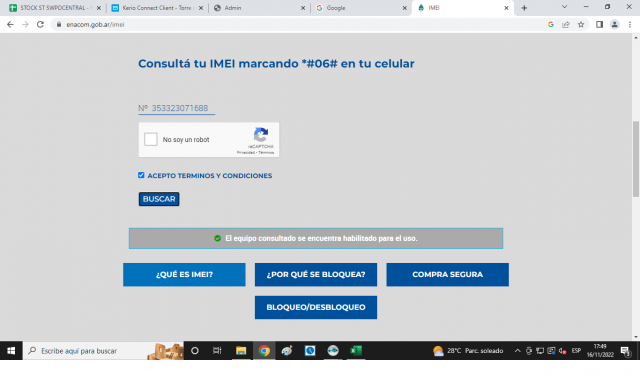 STOCK ST SWPOCENTRAL -
Kerio Connect Client - Torre
Admin
Google
IMEI
enacom.gob.ar/imei
Consultá tu IMEI marcando *#06# en tu celular
Nº 353323071688
No soy un robot
reCAPTCHA
Privacidad - Términos
ACEPTO TERMINOS Y CONDICIONES
BUSCAR
El equipo consultado se encuentra habilitado para el uso.
¿QUÉ ES IMEI?
¿POR QUÉ SE BLOQUEA?
COMPRA SEGURA
BLOQUEO/DESBLOQUEO
Escribe aquí para buscar
28°C Parc. soleado
ESP
17:49
16/11/2022